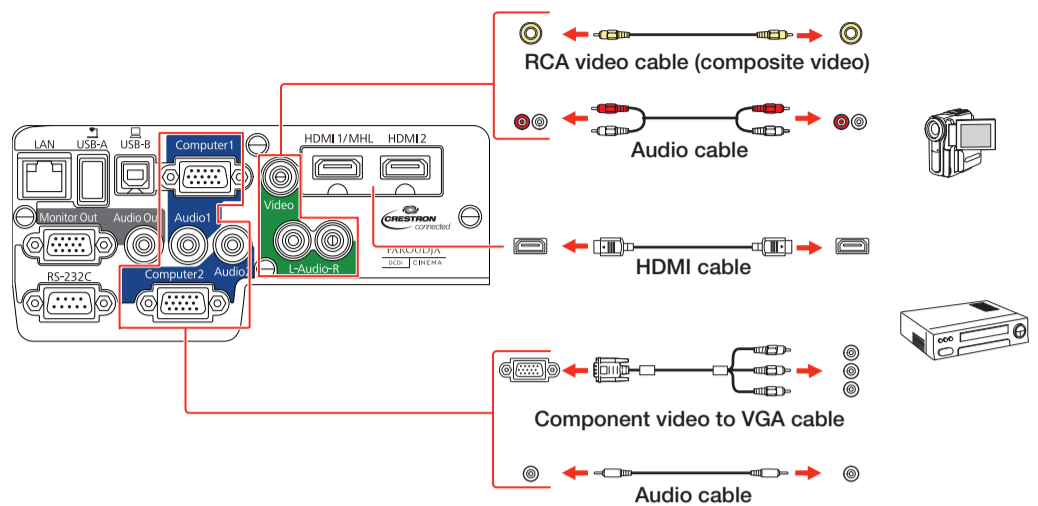 RCA video cable (composite video)
Audio cable
LAN
USB-A
USB-B
Computer1
HDMI 1/MHL
HDMI2
Video
Monitor Out
Audio Out
Audio1
CRESTRON
connected
FAROUDJA
DCDi
CINEMA
L-Audio-R
RS-232C
Computer2
Audio2
HDMI cable
Component video to VGA cable
Audio cable